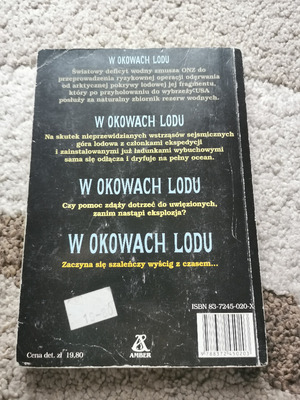 W OKOWACH LODU
Światowy deficyt wodny zmusza ONZ do
przeprowadzenia ryzykownej operacji oderwania
od arktycznej pokrywy lodowej jej fragmentu,
który po przyholowaniu do wybrzeży USA
posłuży za naturalny zbiornik rezerw wodnych.
W OKOWACH LODU
Na skutek nieprzewidzianych wstrząsów sejsmicznych
góra lodowa z członkami ekspedycji
i zainstalowanymi już ładunkami wybuchowymi
sama się odłącza i dryfuje na pełny ocean.
W OKOWACH LODU
Czy pomoc zdąży dotrzeć do uwięzionych,
zanim nastąpi eksplozja?
W OKOWACH LODU
Zaczyna się szaleńczy wyścig z czasem...
ISBN 83-7245-020-X
Cena det. zł 19,80
AMBER
9 788372 450203